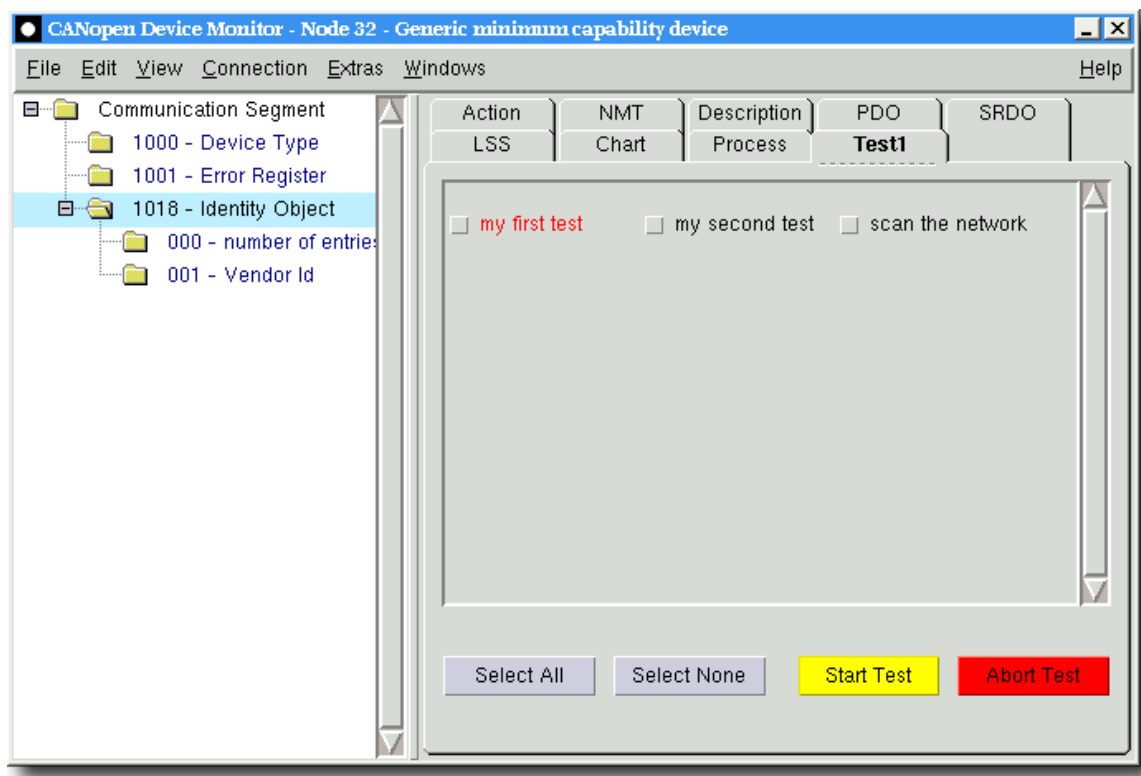 CANopen Device Monitor - Node 32 - Generic minimum capability device
File Edit View Connection Extras Windows Help
Communication Segment
1000 - Device Type
1001 - Error Register
1018 - Identity Object
000 - number of entries
001 - Vendor Id
Action NMT Description PDO SRDO
LSS Chart Process Test1
my first test my second test scan the network
Select All Select None Start Test Abort Test